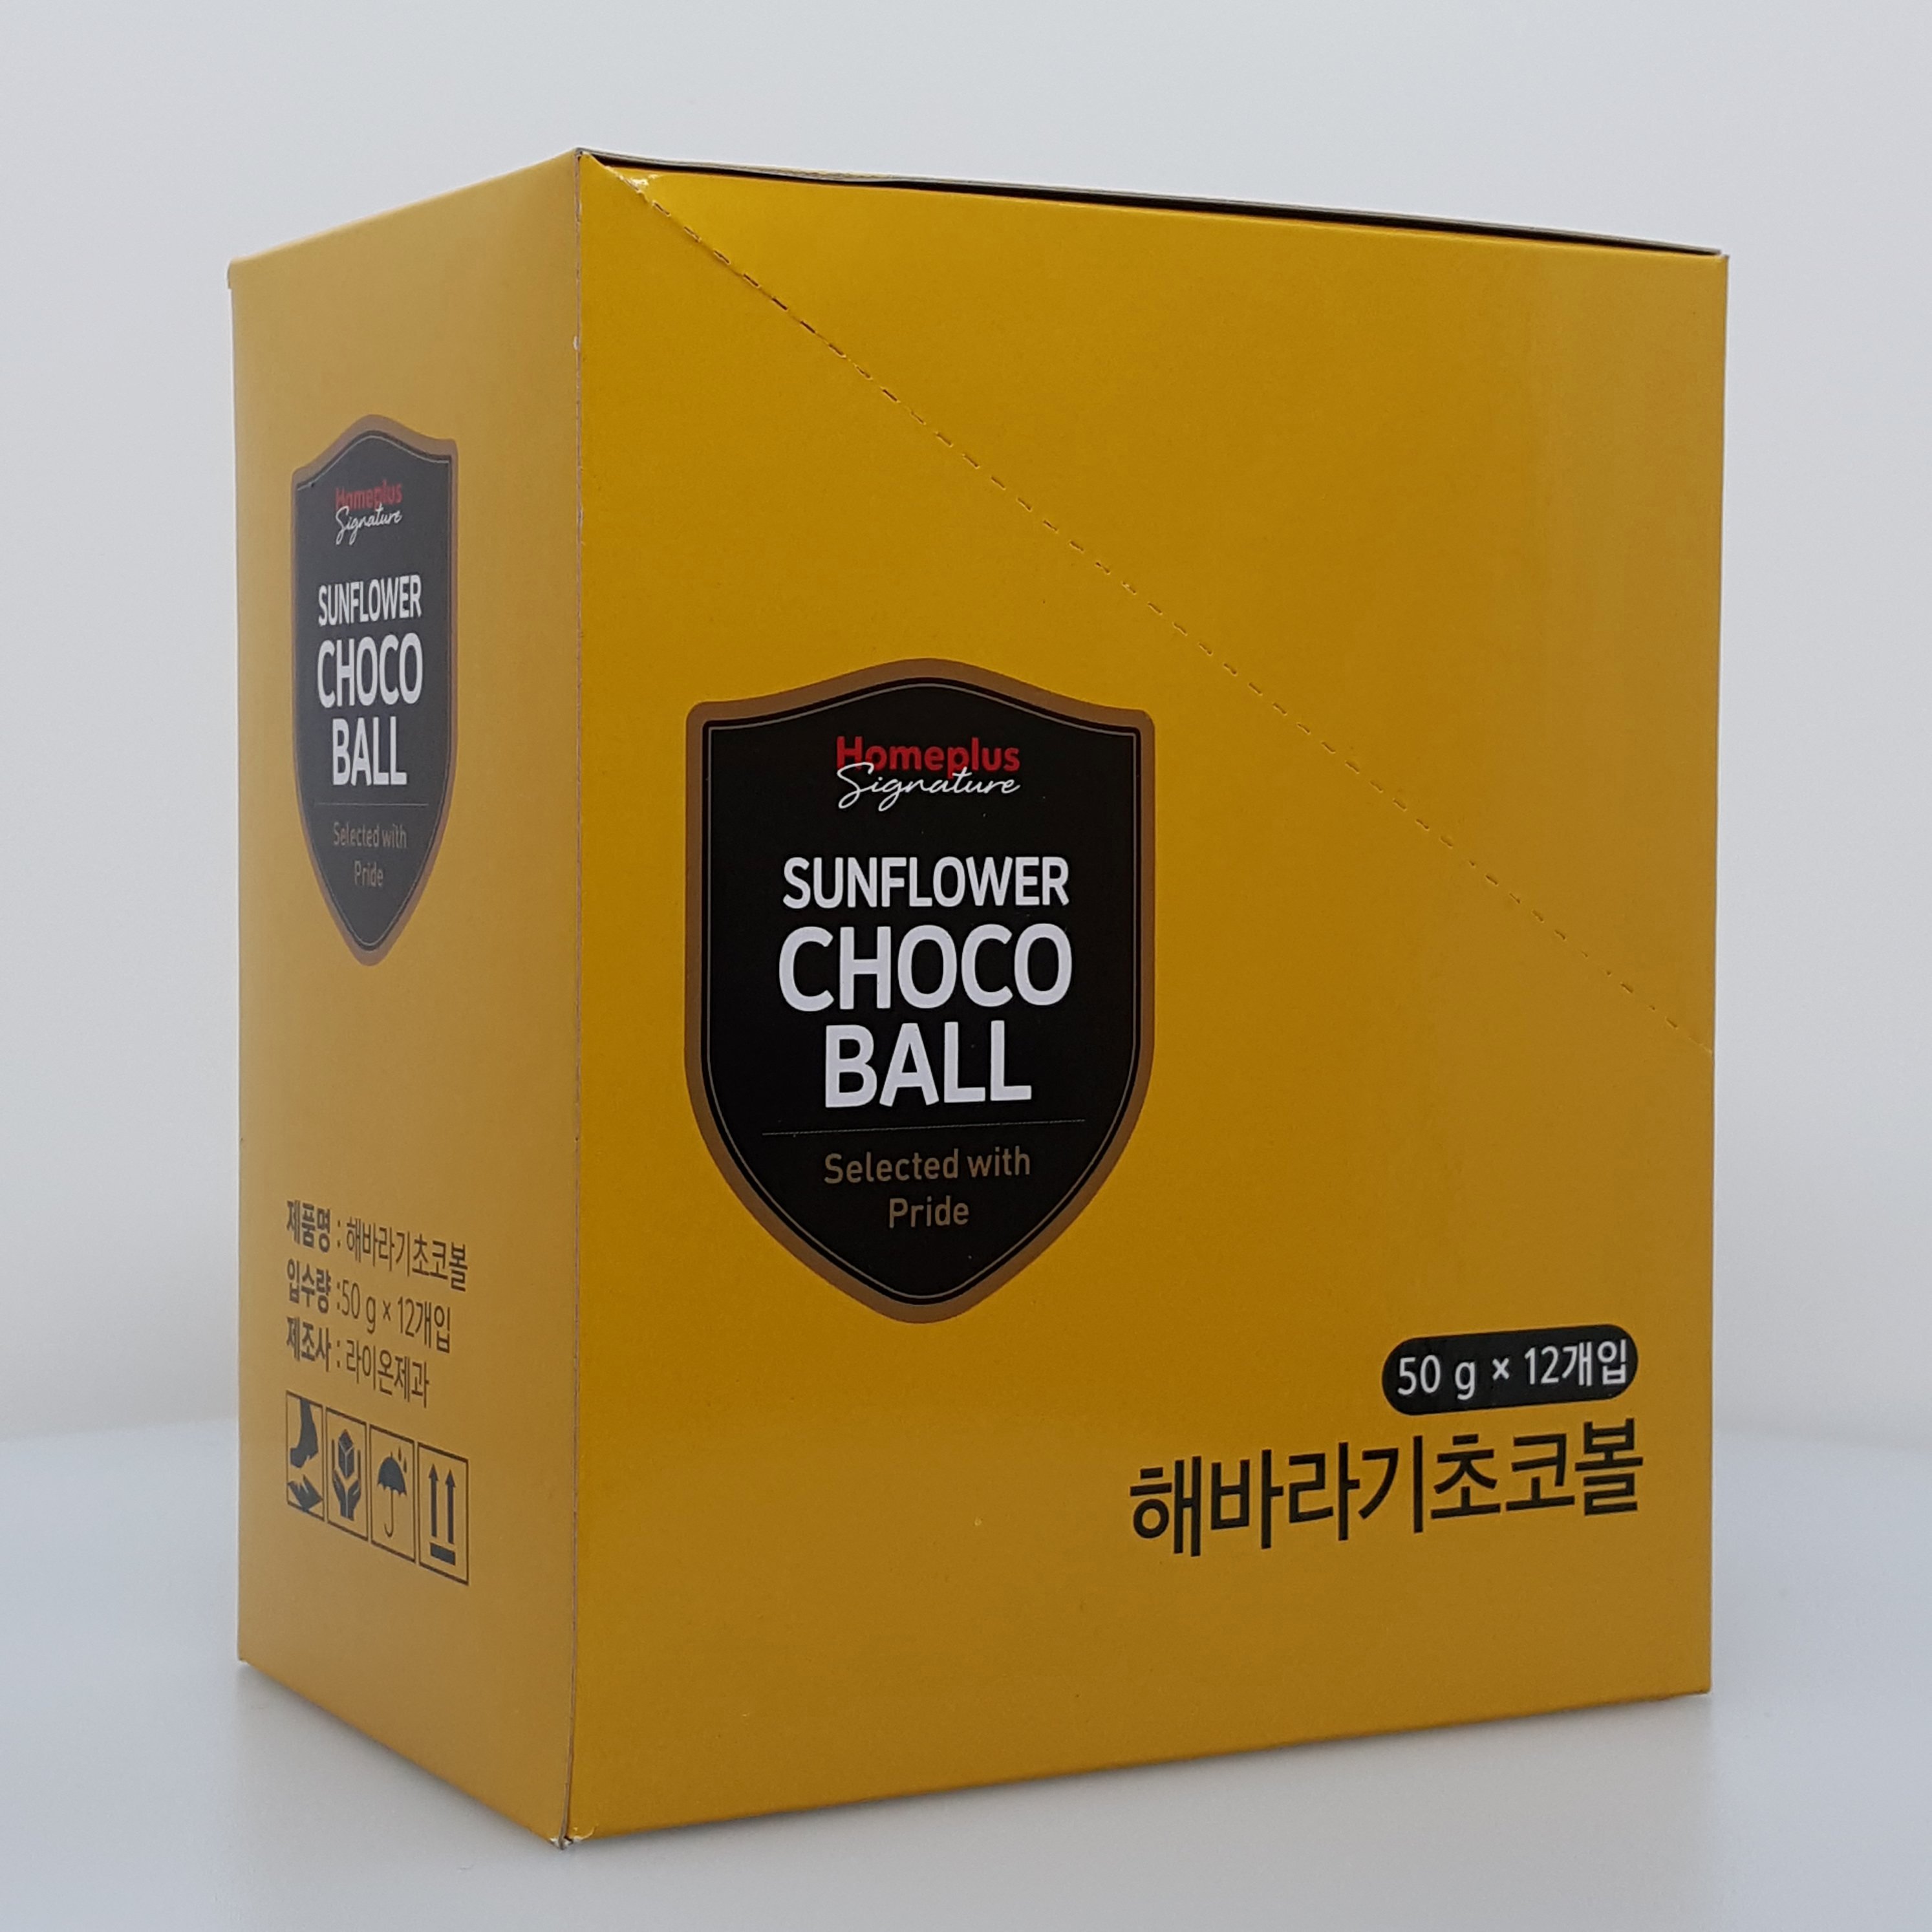 Homeplus
Signature
SUNFLOWER
CHOCO
BALL
Selected with
Pride
제품명 : 해바라기초코볼
입수량 :50 g × 12개입
제조사 : 라이온제과
Homeplus
Signature
SUNFLOWER
CHOCO
BALL
Selected with
Pride
50 g × 12개입
해바라기초코볼